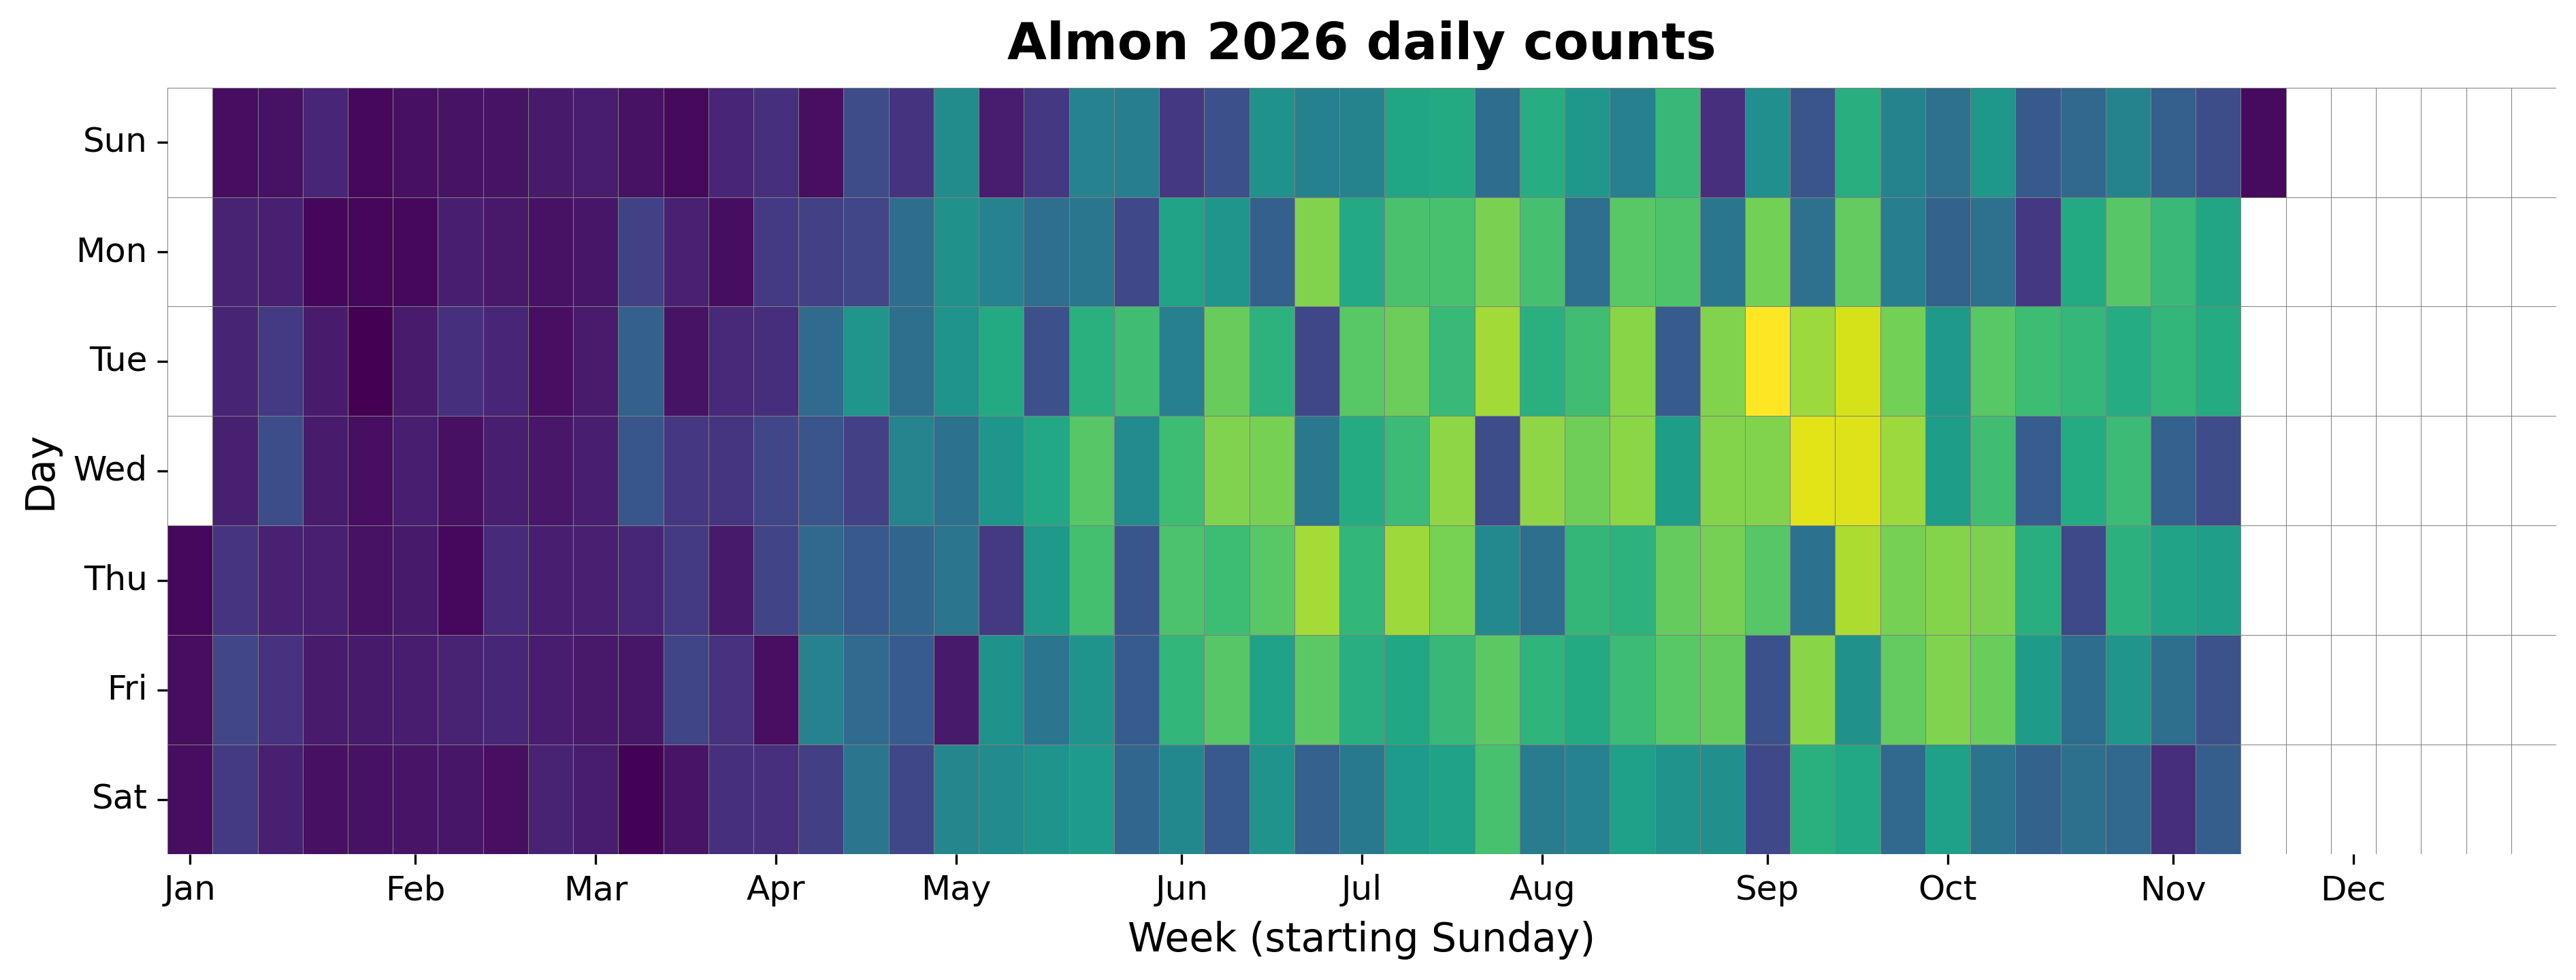 Almon 2026 daily counts
Day
Sun
Mon
Tue
Wed
Thu
Fri
Sat
Jan Feb Mar Apr May Jun Jul Aug Sep Oct Nov Dec
Week (starting Sunday)